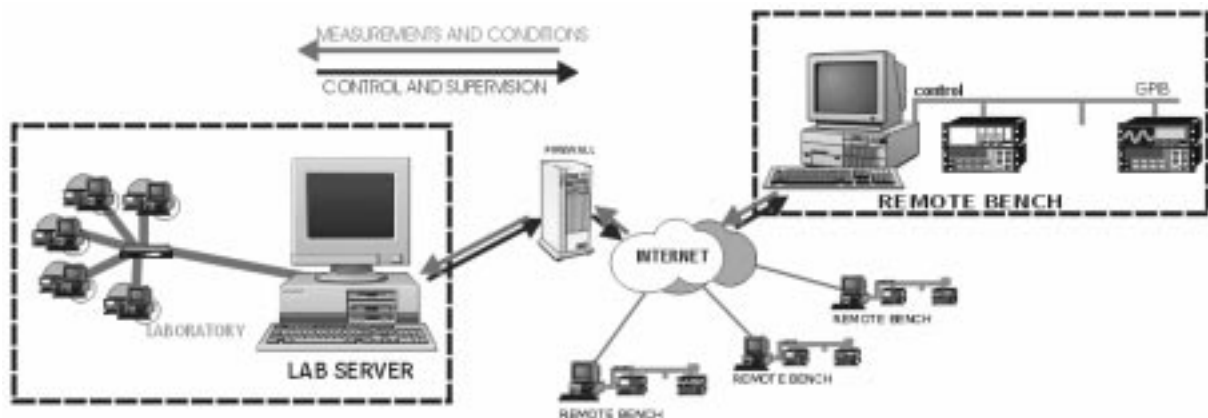 MEASUREMENTS AND CONDITIONS
CONTROL AND SUPERVISION
control
GPIB
REMOTE BENCH
FIREWALL
INTERNET
LABORATORY
LAB SERVER
REMOTE BENCH
REMOTE BENCH
REMOTE BENCH